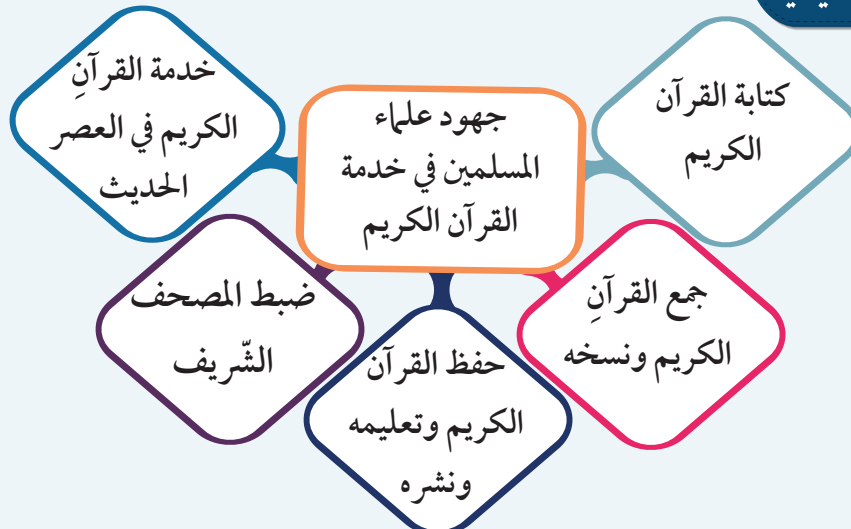 جهود علماء
المسلمين في خدمة
القرآن الكريم
كتابة القرآن
الكريم
جمع القرآنِ
الكريم ونسخه
حفظ القرآن
الكريم وتعليمه
ونشره
ضبط المصحف
الشّريف
خدمة القرآنِ
الكريم في العصر
الحديث